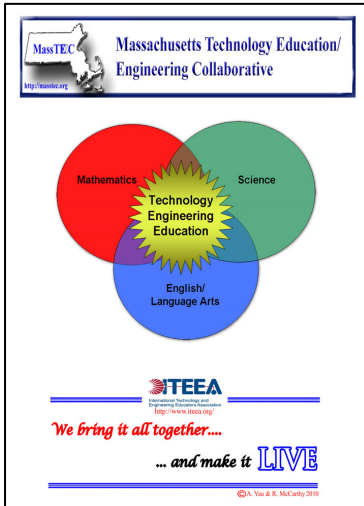 MassTEC
http://masstec.org
Massachusetts Technology Education/
Engineering Collaborative
Mathematics
Science
Technology
Engineering
Education
English/
Language Arts
ITEEA
International Technology and
Engineering Educators Association
http://www.iteea.org/
We bring it all together....
... and make it LIVE
©A. Yau & R. McCarthy 2010